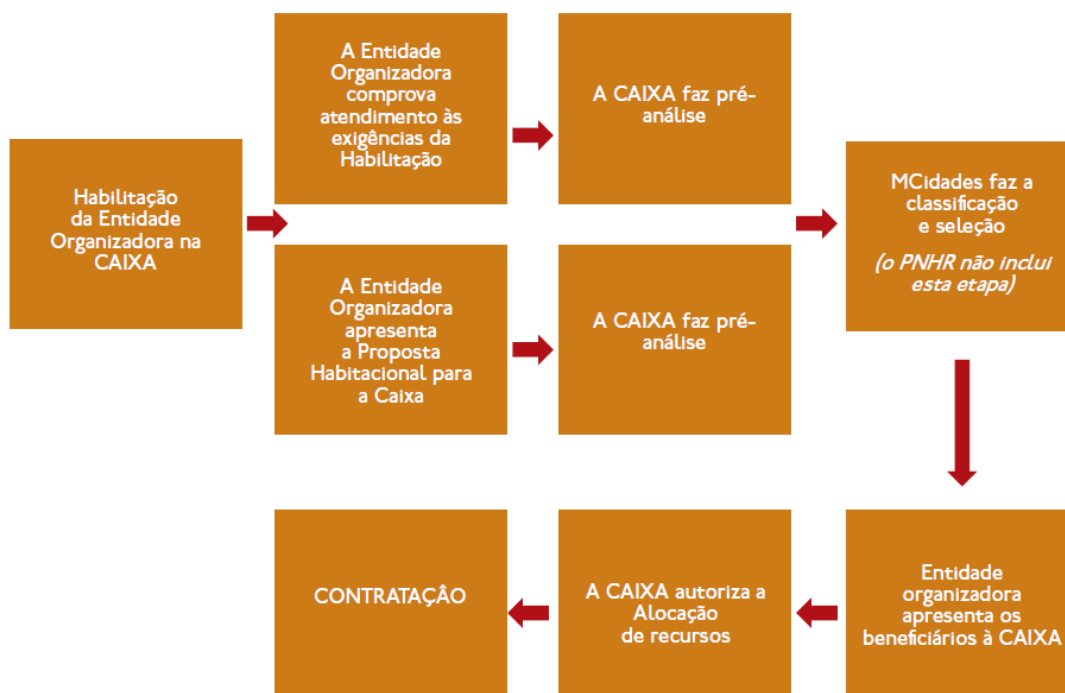 Habilitação
da Entidade
Organizadora na
CAIXA
A Entidade
Organizadora
comprova
atendimento às
exigências da
Habilitação
A CAIXA faz pré-
análise
A Entidade
Organizadora
apresenta
a Proposta
Habitacional para
a Caixa
A CAIXA faz pré-
análise
MCidades faz a
classificação
e seleção
(o PNHR não inclui
esta etapa)
Entidade
organizadora
apresenta os
beneficiários à CAIXA
A CAIXA autoriza a
Alocação
de recursos
CONTRATAÇÂO